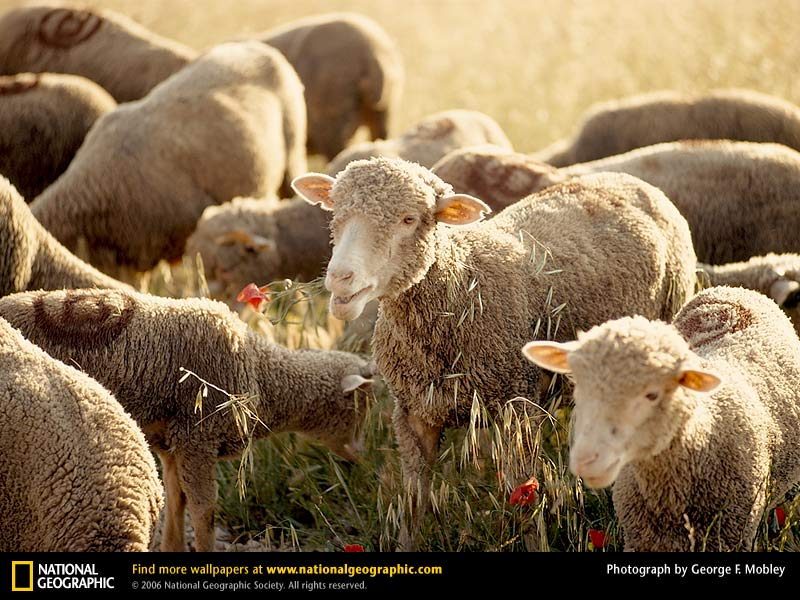 NATIONAL
GEOGRAPHIC
Find more wallpapers at www.nationalgeographic.com
© 2006 National Geographic Society. All rights reserved.
Photograph by George F. Mobley